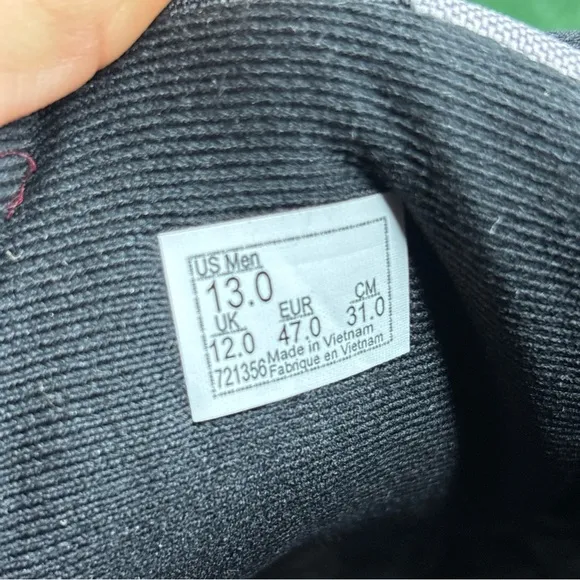 US Men
13.0
UK EUR CM
12.0 47.0 31.0
721356 Made in Vietnam
Fabrique en Vietnam